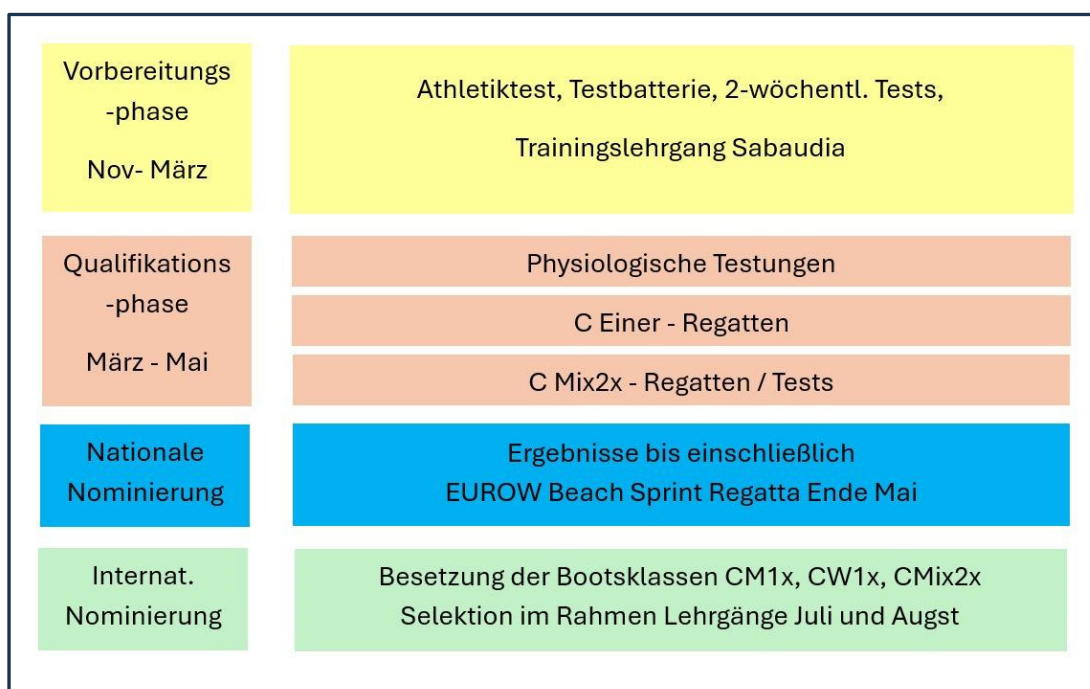 Vorbereitungs
-phase
Nov- März
Athletiktest, Testbatterie, 2-wöchentl. Tests,
Trainingslehrgang Sabaudia
Qualifikations
-phase
März - Mai
Physiologische Testungen
C Einer - Regatten
C Mix2x - Regatten / Tests
Nationale
Nominierung
Ergebnisse bis einschließlich
EUROW Beach Sprint Regatta Ende Mai
Internat.
Nominierung
Besetzung der Bootsklassen CM1x, CW1x, CMix2x
Selektion im Rahmen Lehrgänge Juli und Augst